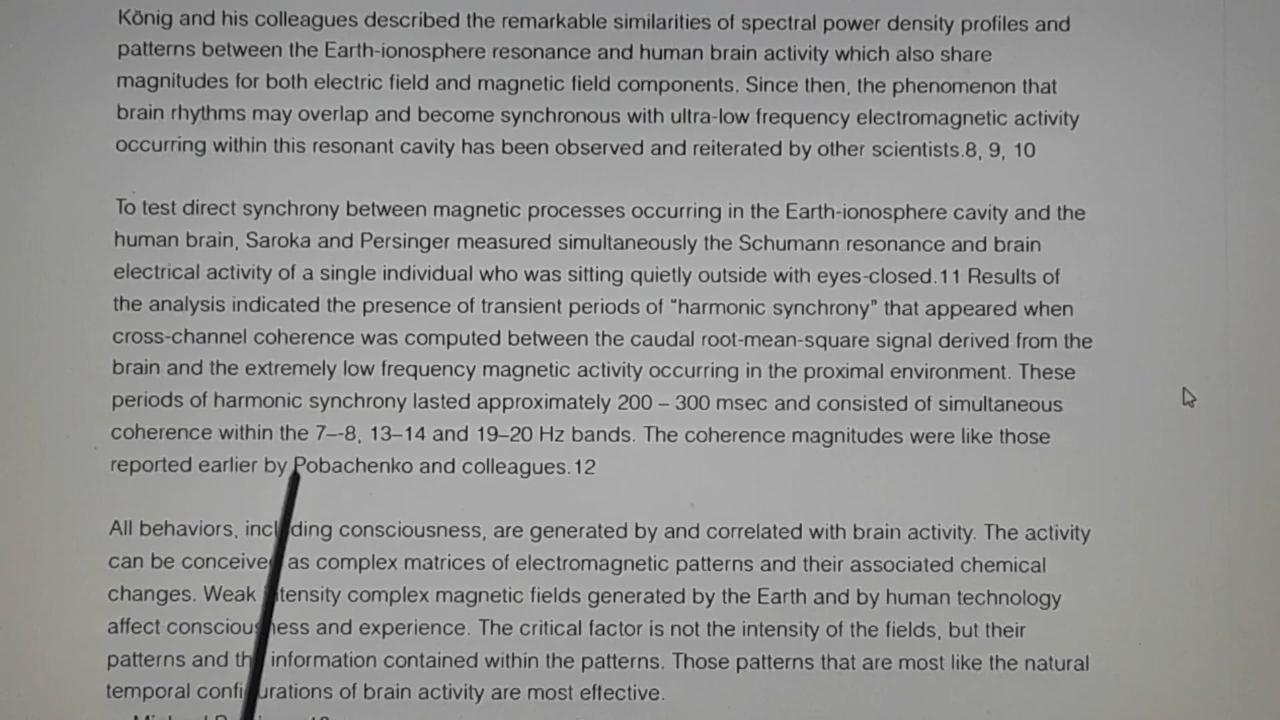 König and his colleagues described the remarkable similarities of spectral power density profiles and
patterns between the Earth-ionosphere resonance and human brain activity which also share
magnitudes for both electric field and magnetic field components. Since then, the phenomenon that
brain rhythms may overlap and become synchronous with ultra-low frequency electromagnetic activity
occurring within this resonant cavity has been observed and reiterated by other scientists.8, 9, 10
To test direct synchrony between magnetic processes occurring in the Earth-ionosphere cavity and the
human brain, Saroka and Persinger measured simultaneously the Schumann resonance and brain
electrical activity of a single individual who was sitting quietly outside with eyes-closed.11 Results of
the analysis indicated the presence of transient periods of “harmonic synchrony” that appeared when
cross-channel coherence was computed between the caudal root-mean-square signal derived from the
brain and the extremely low frequency magnetic activity occurring in the proximal environment. These
periods of harmonic synchrony lasted approximately 200 – 300 msec and consisted of simultaneous
coherence within the 7–-8, 13–14 and 19–20 Hz bands. The coherence magnitudes were like those
reported earlier by Pobachenko and colleagues.12
All behaviors, including consciousness, are generated by and correlated with brain activity. The activity
can be conceived as complex matrices of electromagnetic patterns and their associated chemical
changes. Weak intensity complex magnetic fields generated by the Earth and by human technology
affect consciousness and experience. The critical factor is not the intensity of the fields, but their
patterns and the information contained within the patterns. Those patterns that are most like the natural
temporal configurations of brain activity are most effective.